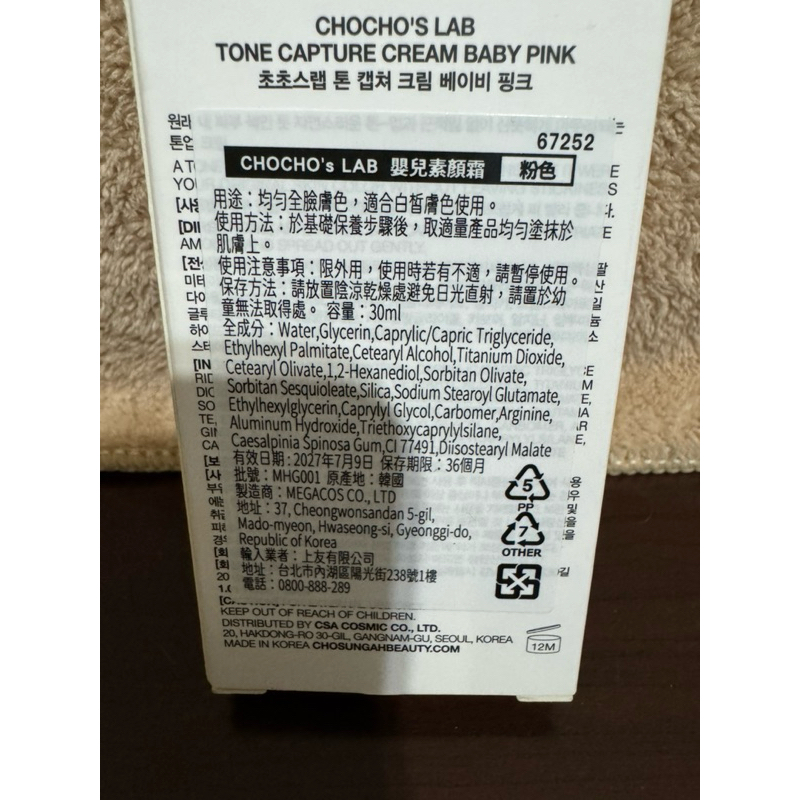 CHOCHO'S LAB
TONE CAPTURE CREAM BABY PINK
초초스랩 톤 캡쳐 크림 베이비 핑크
67252
CHOCHO's LAB 嬰兒素顏霜 粉色
用途：均勻全臉膚色，適合白皙膚色使用。
使用方法：於基礎保養步驟後，取適量產品均勻塗抹於
肌膚上。
使用注意事項：限外用，使用時若有不適，請暫停使用。
保存方法：請放置陰涼乾燥處避免日光直射，請置於幼
童無法取得處。 容量：30ml
全成分：Water,Glycerin,Caprylic/Capric Triglyceride,
Ethylhexyl Palmitate,Cetearyl Alcohol,Titanium Dioxide,
Cetearyl Olivate,1,2-Hexanediol,Sorbitan Olivate,
Sorbitan Sesquioleate,Silica,Sodium Stearoyl Glutamate,
Ethylhexylglycerin,Caprylyl Glycol,Carbomer,Arginine,
Aluminum Hydroxide,Triethoxycaprylylsilane,
Caesalpinia Spinosa Gum,CI 77491,Diisostearyl Malate
有效日期：2027年7月9日 保存期限：36個月
批號：MHG001 原產地：韓國
製造商：MEGACOS CO., LTD
地址：37, Cheongwonsandan 5-gil,
Mado-myeon, Hwaseong-si, Gyeonggi-do,
Republic of Korea
輸入業者：上友有限公司
地址：台北市內湖區陽光街238號1樓
電話：0800-888-289
5
PP
7
OTHER
KEEP OUT OF REACH OF CHILDREN.
DISTRIBUTED BY CSA COSMIC CO., LTD.
20, HAKDONG-RO 30-GIL, GANGNAM-GU, SEOUL, KOREA
MADE IN KOREA CHOSUNGAHBEAUTY.COM
12M